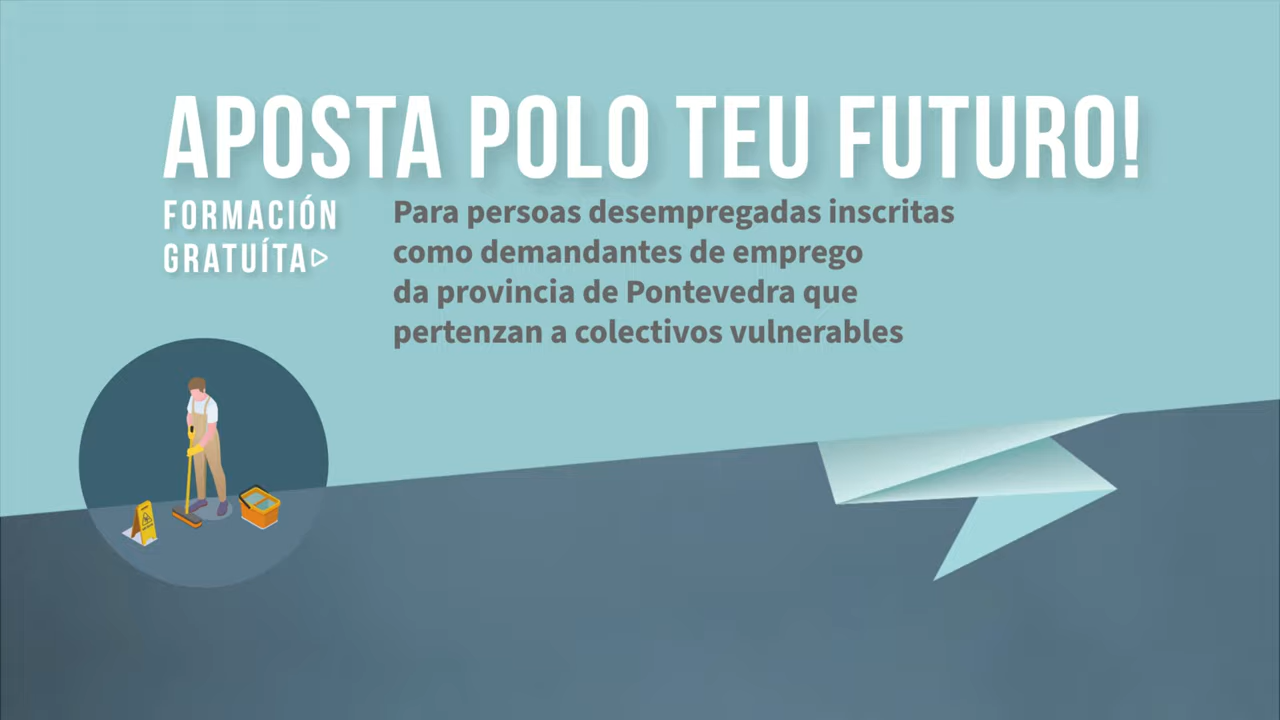 APOSTA POLO TEU FUTURO!
FORMACIÓN
GRATUÍTA
Para persoas desempregadas inscritas
como demandantes de emprego
da provincia de Pontevedra que
pertenzan a colectivos vulnerables